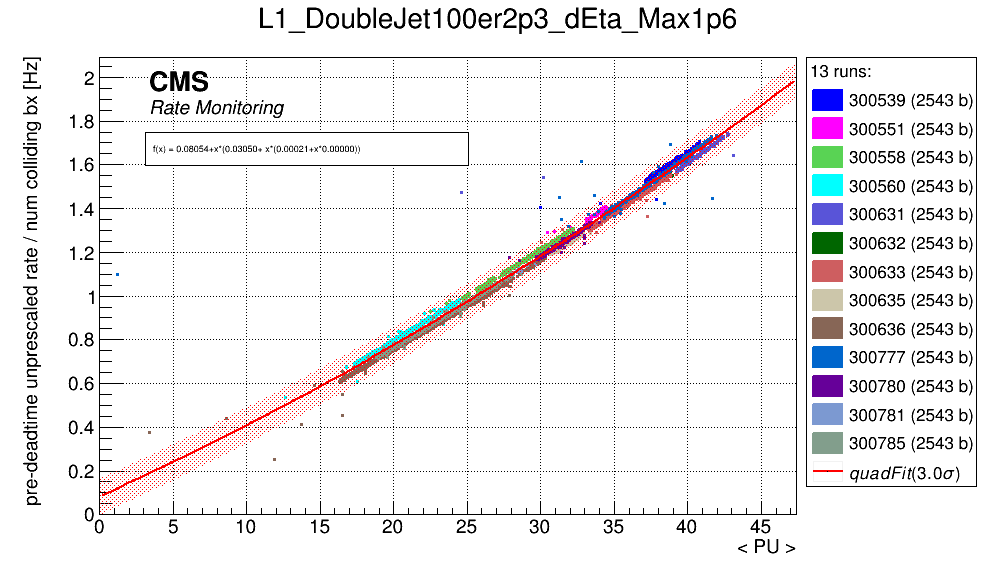 L1_DoubleJet100er2p3_dEta_Max1p6
pre-deadtime unprescaled rate / num colliding bx [Hz]
CMS
Rate Monitoring
f(x) = 0.08054+x*(0.03050+ x*(0.00021+x*0.00000))
2
1.8
1.6
1.4
1.2
1
0.8
0.6
0.4
0.2
0
0 5 10 15 20 25 30 35 40 45
< PU >
13 runs:
300539 (2543 b)
300551 (2543 b)
300558 (2543 b)
300560 (2543 b)
300631 (2543 b)
300632 (2543 b)
300633 (2543 b)
300635 (2543 b)
300636 (2543 b)
300777 (2543 b)
300780 (2543 b)
300781 (2543 b)
300785 (2543 b)
quadFit(3.0σ)